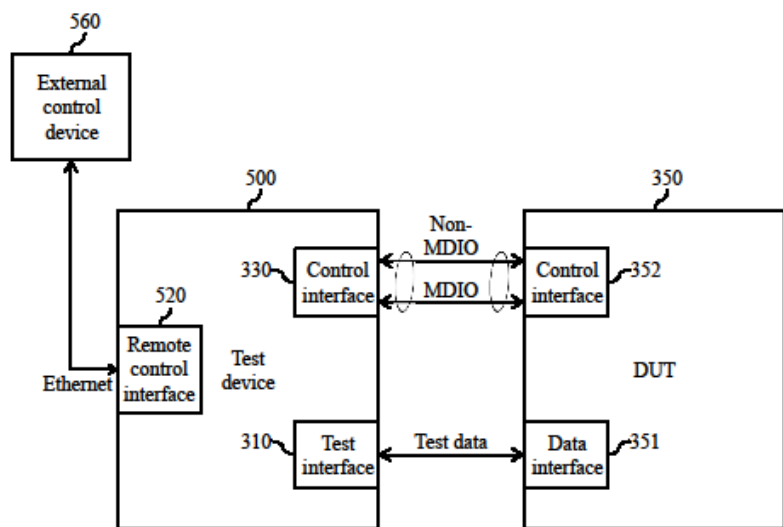 560
External
control
device
500
350
Non-
MDIO
330
Control
interface
MDIO
Control
interface
352
520
Remote
control
interface
Ethernet
Test
device
DUT
310
Test
interface
Test data
Data
interface
351